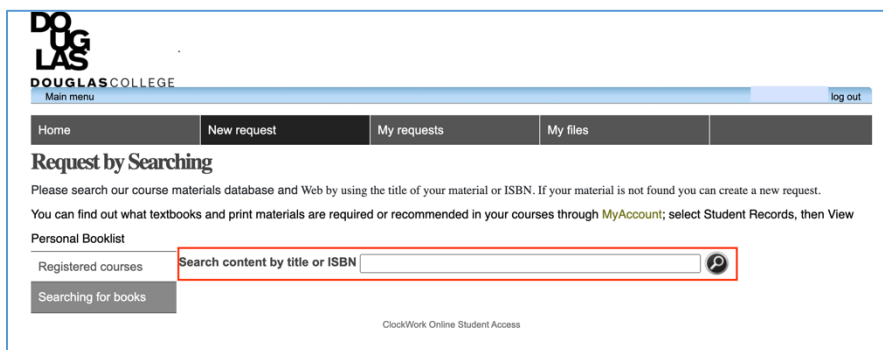 DO
UG
LAS
DOUGLASCOLLEGE
Main menu
log out
Home New request My requests My files
Request by Searching
Please search our course materials database and Web by using the title of your material or ISBN. If your material is not found you can create a new request.
You can find out what textbooks and print materials are required or recommended in your courses through MyAccount; select Student Records, then View
Personal Booklist
Registered courses
Search content by title or ISBN
Searching for books
ClockWork Online Student Access